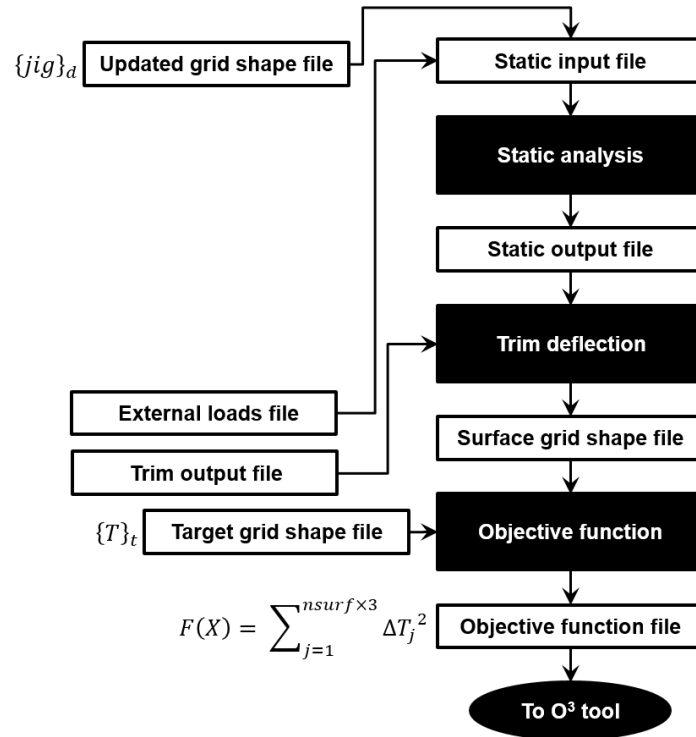 {jig}_d Updated grid shape file
Static input file
Static analysis
Static output file
Trim deflection
External loads file
Surface grid shape file
Trim output file
{T}_t Target grid shape file
Objective function
F(X) = ∑_{j=1}^{nsurf×3} ΔT_j²
Objective function file
To O³ tool